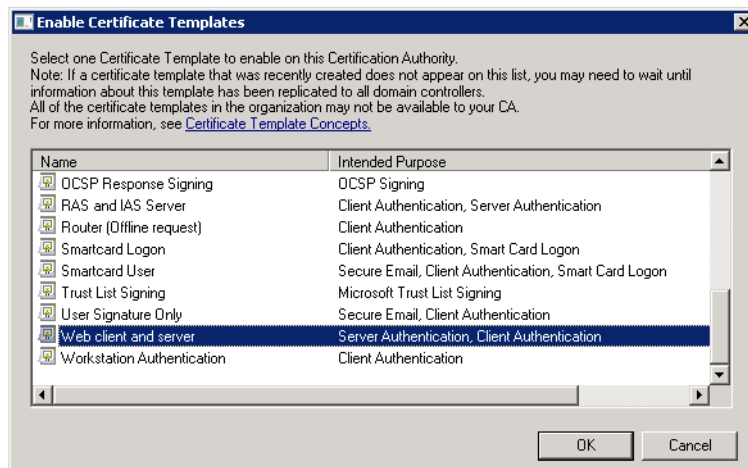 Enable Certificate Templates
Select one Certificate Template to enable on this Certification Authority.
Note: If a certificate template that was recently created does not appear on this list, you may need to wait until
information about this template has been replicated to all domain controllers.
All of the certificate templates in the organization may not be available to your CA.
For more information, see Certificate Template Concepts.
Name Intended Purpose
OCSP Response Signing OCSP Signing
RAS and IAS Server Client Authentication, Server Authentication
Router (Offline request) Client Authentication
Smartcard Logon Client Authentication, Smart Card Logon
Smartcard User Secure Email, Client Authentication, Smart Card Logon
Trust List Signing Microsoft Trust List Signing
User Signature Only Secure Email, Client Authentication
Web client and server Server Authentication, Client Authentication
Workstation Authentication Client Authentication
OK Cancel